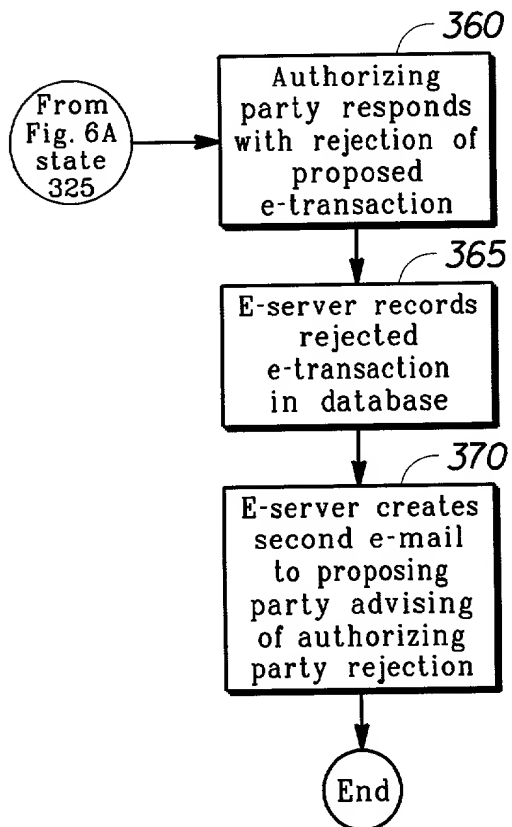 360
From
Fig. 6A
state
325
Authorizing
party responds
with rejection of
proposed
e-transaction
365
E-server records
rejected
e-transaction
in database
370
E-server creates
second e-mail
to proposing
party advising
of authorizing
party rejection
End